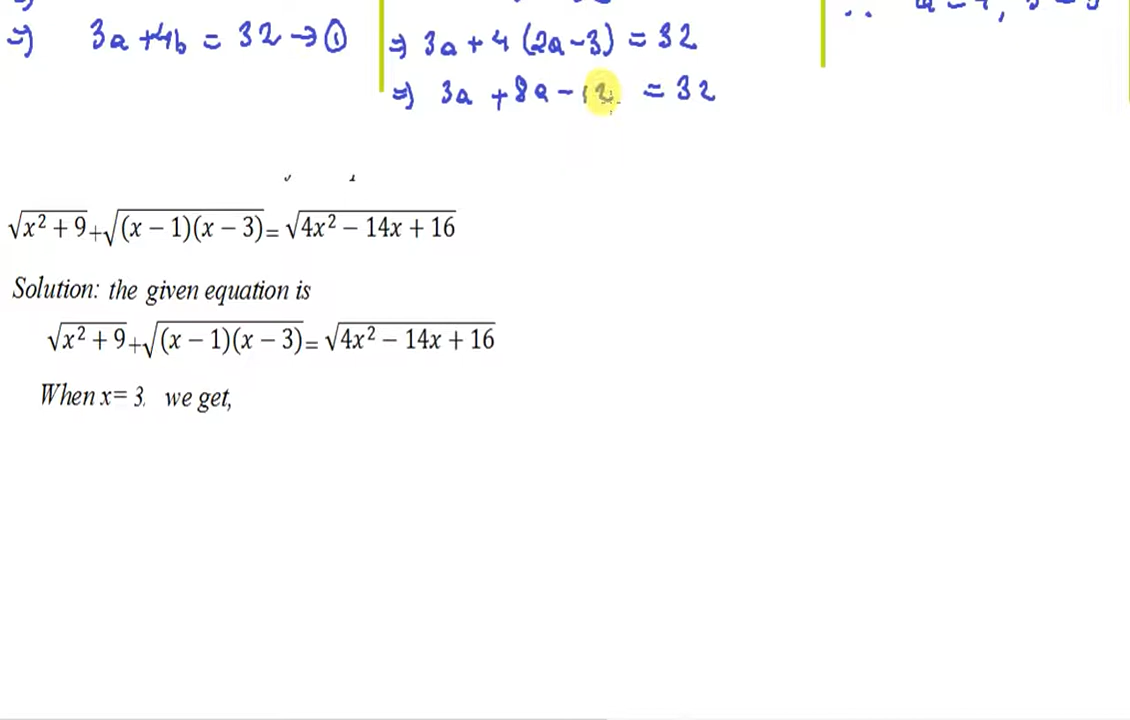 ⇒ 3a + 4b = 32 → ①
⇒ 3a + 4 (2a - 3) = 32
⇒ 3a + 8a - 12 = 32
√x² + 9 + √(x − 1)(x − 3) = √4x² − 14x + 16
Solution: the given equation is
√x² + 9 + √(x − 1)(x − 3) = √4x² − 14x + 16
When x= 3. we get,